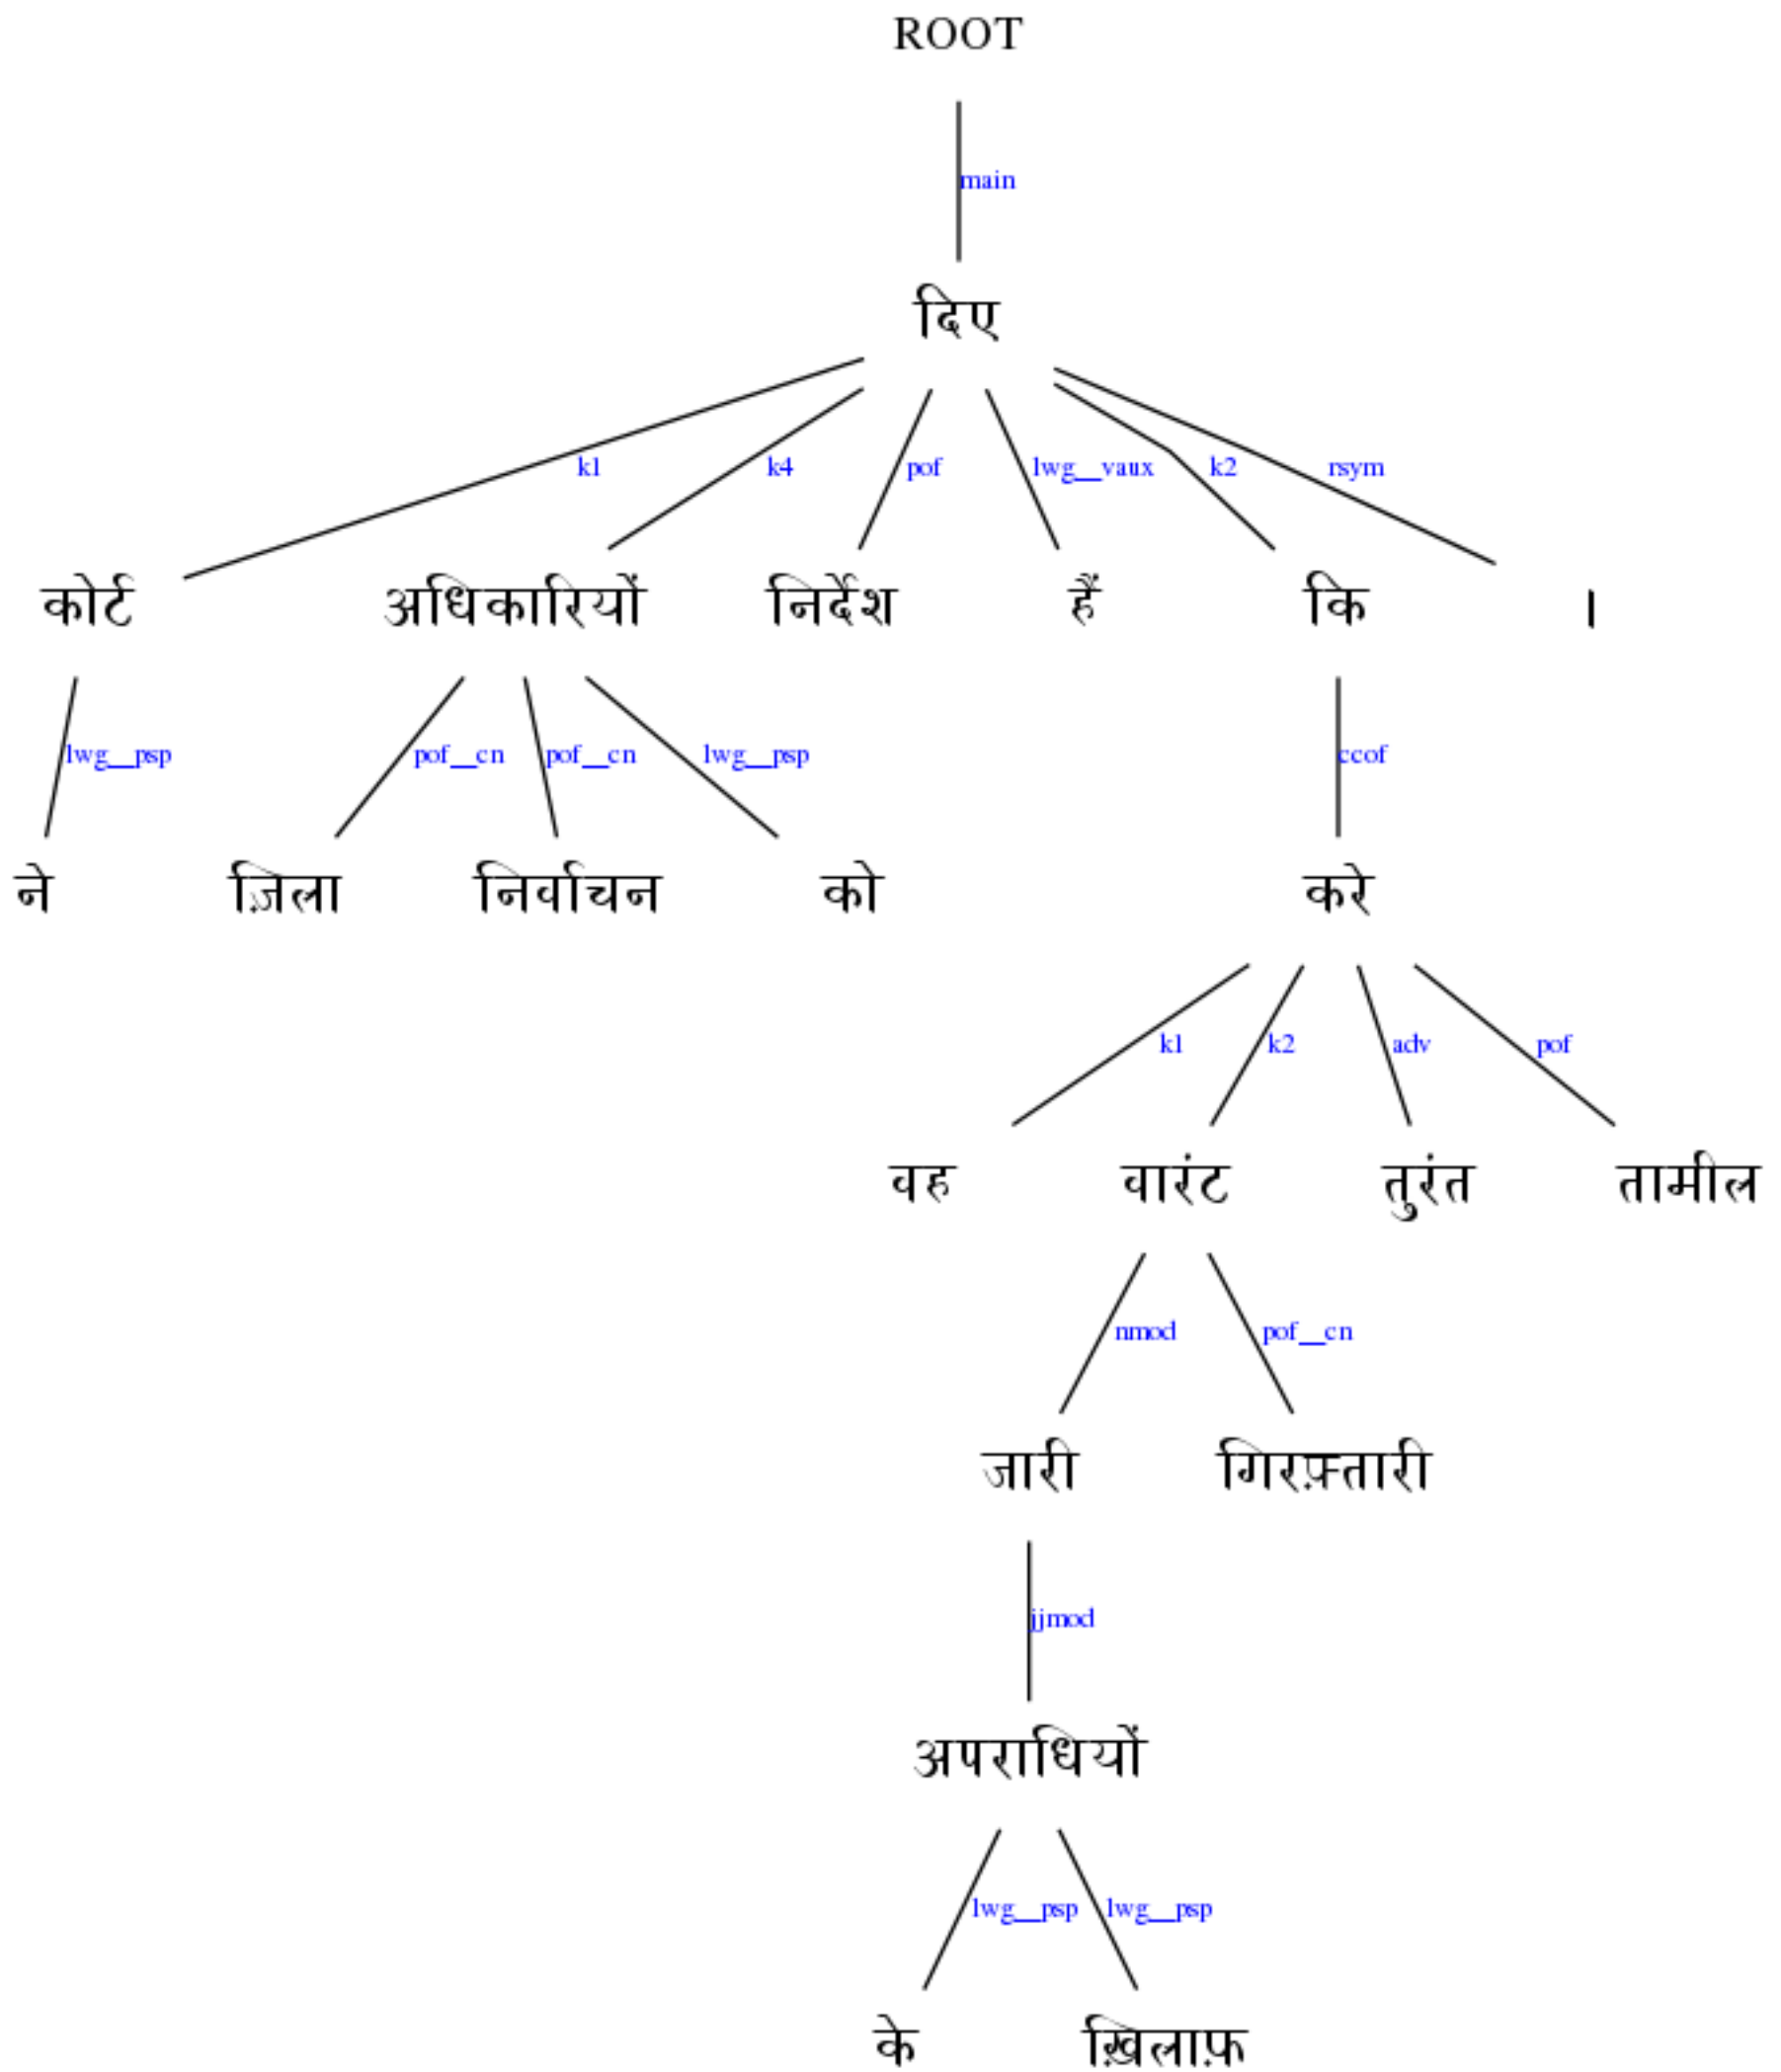 ROOT
main
दिए
k1 k4 pof lwg__vaux k2 rsym
कोर्ट अधिकारियों निर्देश हैं कि ।
lwg__psp pof__cn pof__cn lwg__psp ccof
ने ज़िला निर्वाचन को करे
k1 k2 adv pof
वह वारंट तुरंत तामील
nmod pof__cn
जारी गिरफ़्तारी
jjmod
अपराधियों
lwg__psp lwg__psp
के ख़िलाफ़